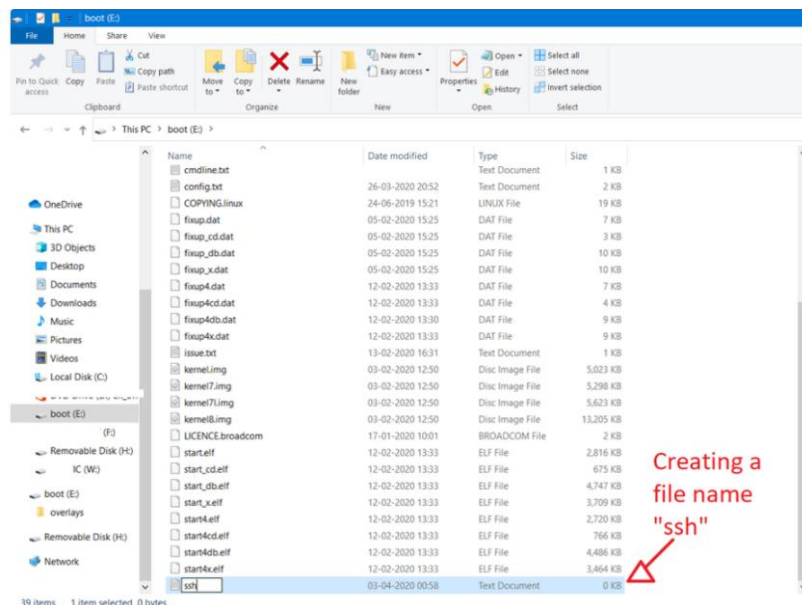 boot (E:)
File Home Share View
Pin to Quick access
Copy
Paste
Cut
Copy path
Paste shortcut
Move to
Copy to
Delete
Rename
New folder
New item
Easy access
Properties
Open
Edit
History
Select all
Select none
Invert selection
Clipboard Organize New Open Select
> This PC > boot (E:) >
Name Date modified Type Size
cmdline.txt Text Document 1 KB
config.txt 26-03-2020 20:52 Text Document 2 KB
COPYING.linux 24-06-2019 15:21 LINUX File 19 KB
fixup.dat 05-02-2020 15:25 DAT File 7 KB
fixup_cd.dat 05-02-2020 15:25 DAT File 3 KB
fixup_db.dat 05-02-2020 15:25 DAT File 10 KB
fixup_x.dat 05-02-2020 15:25 DAT File 10 KB
fixup4.dat 12-02-2020 13:33 DAT File 7 KB
fixup4cd.dat 12-02-2020 13:33 DAT File 4 KB
fixup4db.dat 12-02-2020 13:30 DAT File 9 KB
fixup4x.dat 12-02-2020 13:33 DAT File 9 KB
issue.txt 13-02-2020 16:31 Text Document 1 KB
kernel.img 03-02-2020 12:50 Disc Image File 5,023 KB
kernel7.img 03-02-2020 12:50 Disc Image File 5,298 KB
kernel7l.img 03-02-2020 12:50 Disc Image File 5,623 KB
kernel8.img 03-02-2020 12:50 Disc Image File 13,205 KB
LICENCE.broadcom 17-01-2020 10:01 BROADCOM File 2 KB
start.elf 12-02-2020 13:33 ELF File 2,816 KB
start_cd.elf 12-02-2020 13:33 ELF File 675 KB
start_db.elf 12-02-2020 13:33 ELF File 4,747 KB
start_x.elf 12-02-2020 13:33 ELF File 3,709 KB
start4.elf 12-02-2020 13:33 ELF File 2,720 KB
start4cd.elf 12-02-2020 13:33 ELF File 766 KB
start4db.elf 12-02-2020 13:33 ELF File 4,486 KB
start4x.elf 12-02-2020 13:33 ELF File 3,464 KB
ssh 03-04-2020 00:58 Text Document 0 KB
OneDrive
This PC
3D Objects
Desktop
Documents
Downloads
Music
Pictures
Videos
Local Disk (C:)
boot (E:)
(F:)
Removable Disk (H:)
IC (W:)
boot (E:)
overlays
Removable Disk (H:)
Network
Creating a
file name
"ssh"
39 items 1 item selected 0 bytes